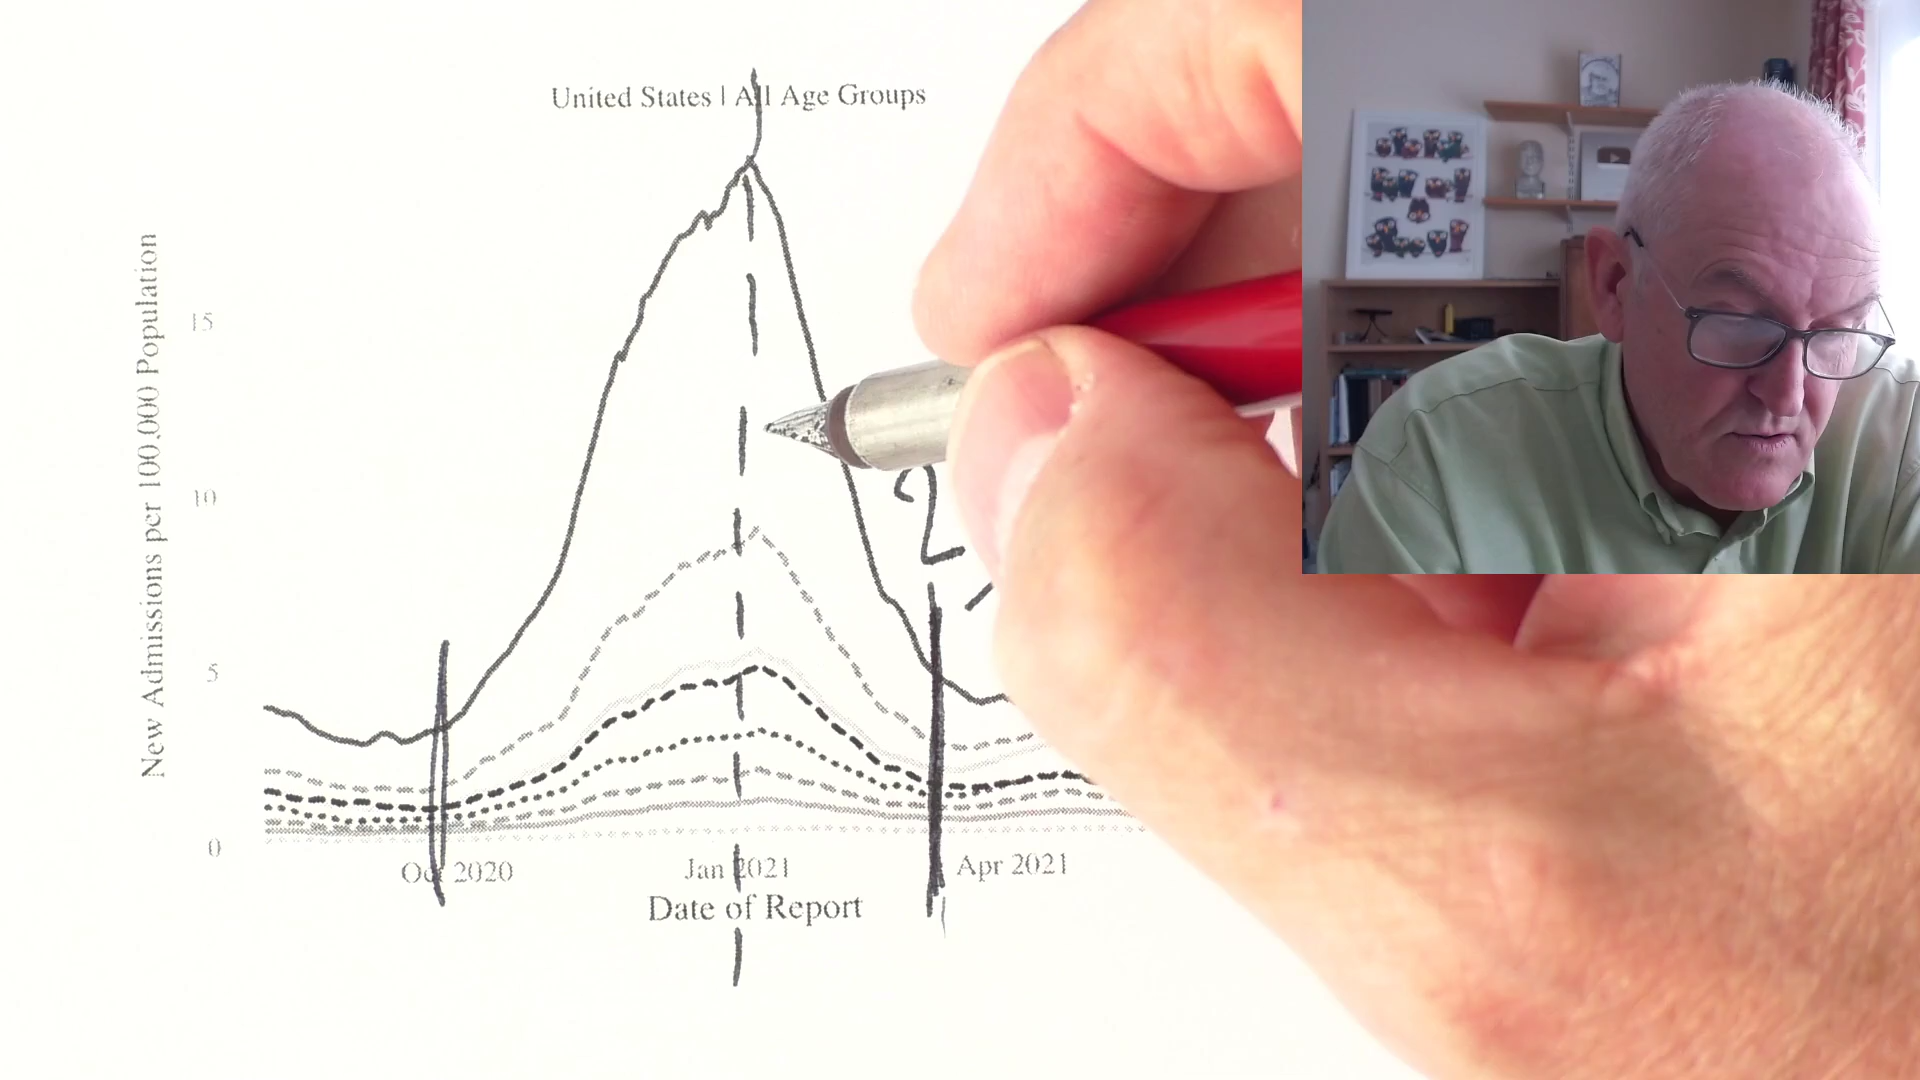 United States | All Age Groups
New Admissions per 100,000 Population
15
10
5
0
2
Oct 2020
Jan 2021
Apr 2021
Date of Report